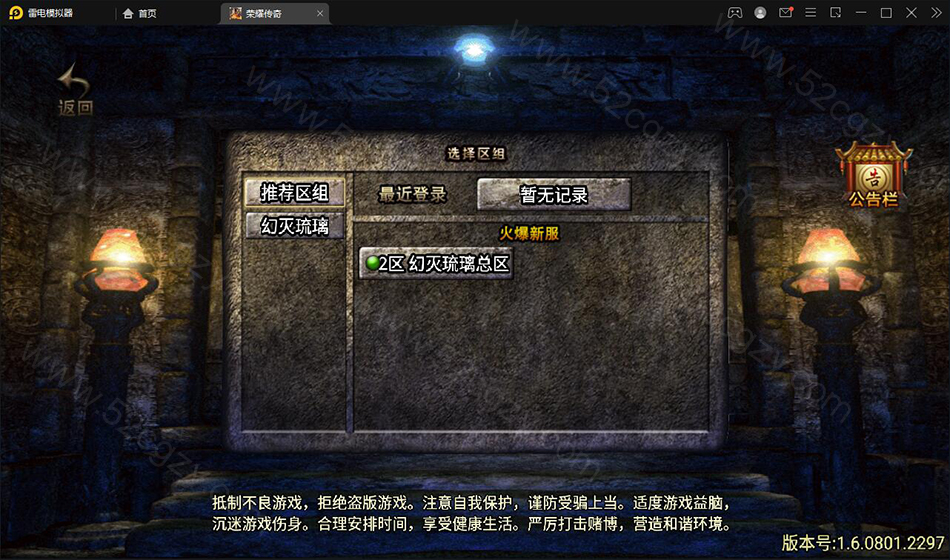 雷电模拟器
首页
荣耀传奇
返回
选择区组
推荐区组
最近登录
暂无记录
幻灭琉璃
火爆新服
2区 幻灭琉璃总区
告
公告栏
抵制不良游戏，拒绝盗版游戏。注意自我保护，谨防受骗上当。适度游戏益脑，
沉迷游戏伤身。合理安排时间，享受健康生活。严厉打击赌博，营造和谐环境。
版本号:1.6.0801.2297